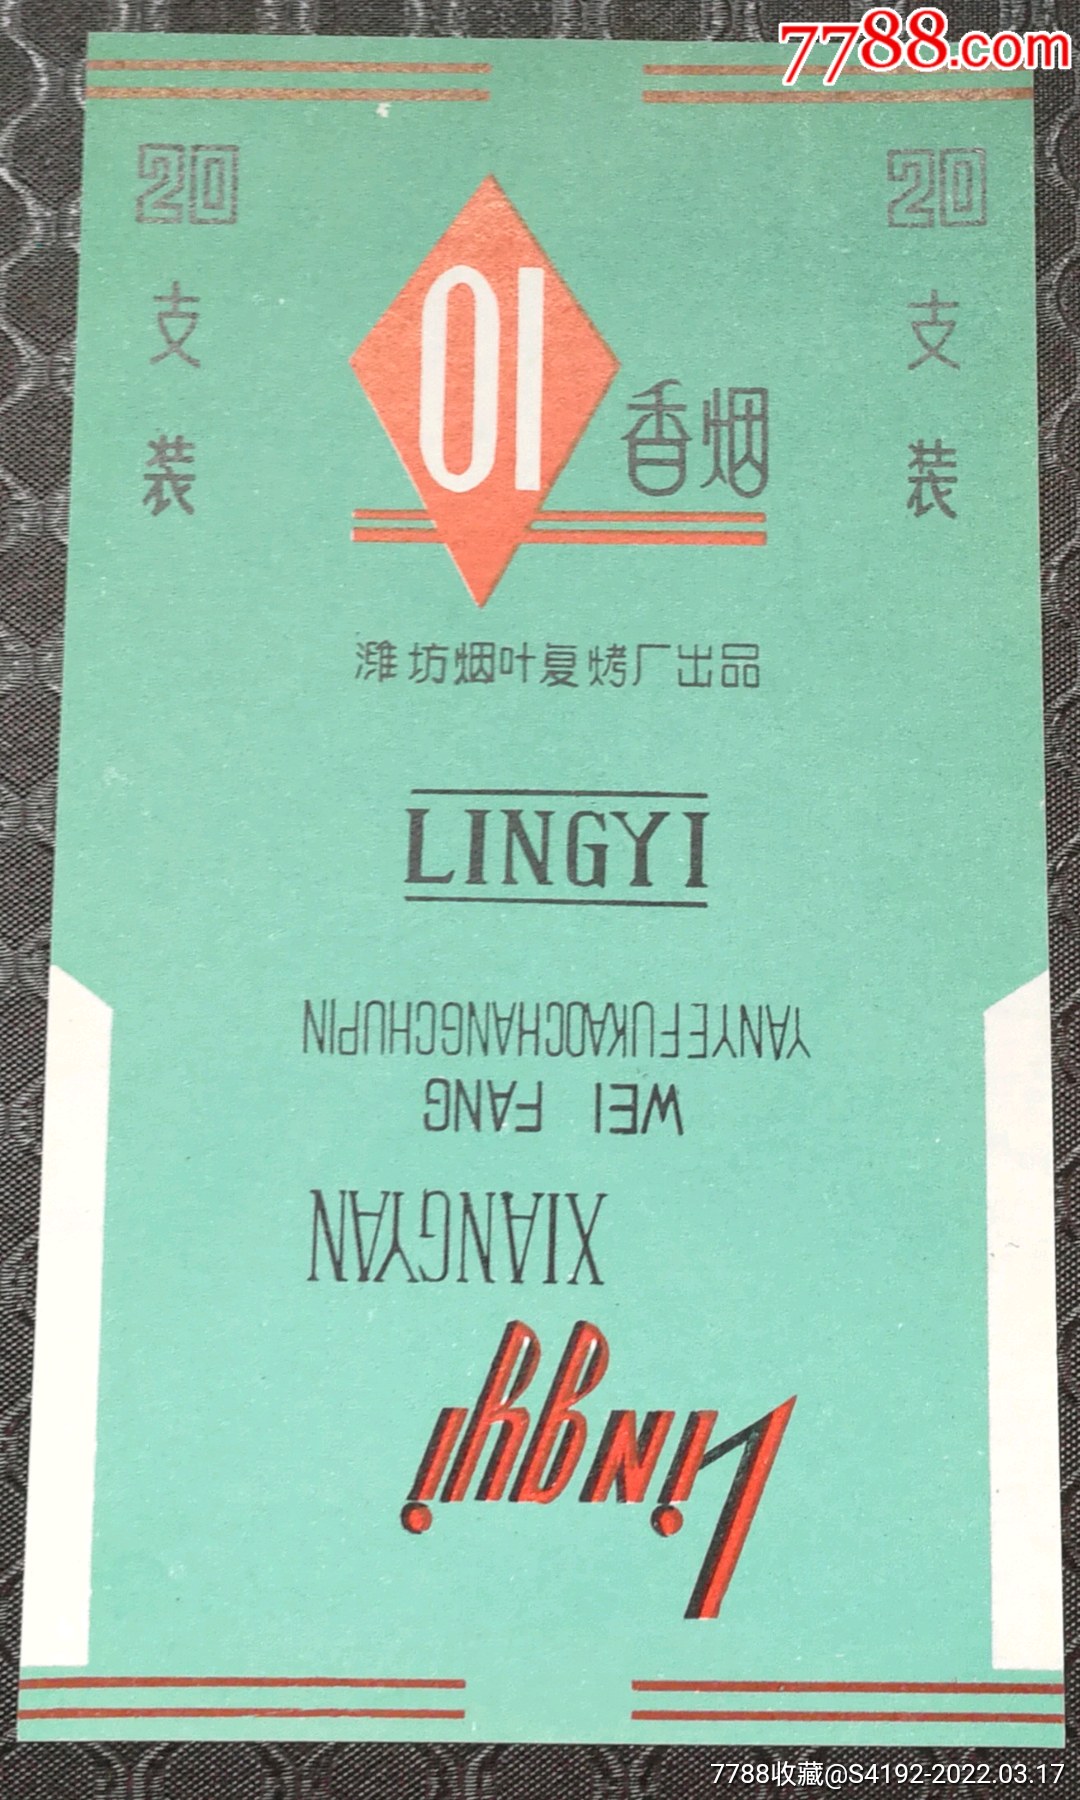 7788.com
20
支
装
20
支
装
01
香烟
潍坊烟叶复烤厂出品
LINGYI
YANYEFUKAOCHANGCHUPIN
WEI FANG
XIANGYAN
Lingyi
7788收藏@S4192-2022.03.17